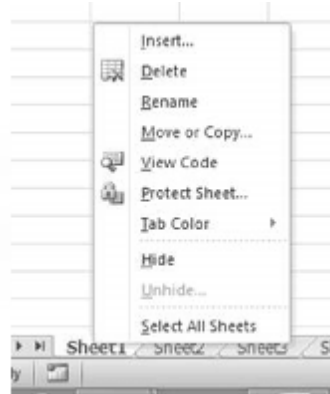 Insert...
Delete
Rename
Move or Copy...
View Code
Protect Sheet...
Tab Color
Hide
Unhide...
Select All Sheets
Sheet1 Sheet2 Sheet3 S